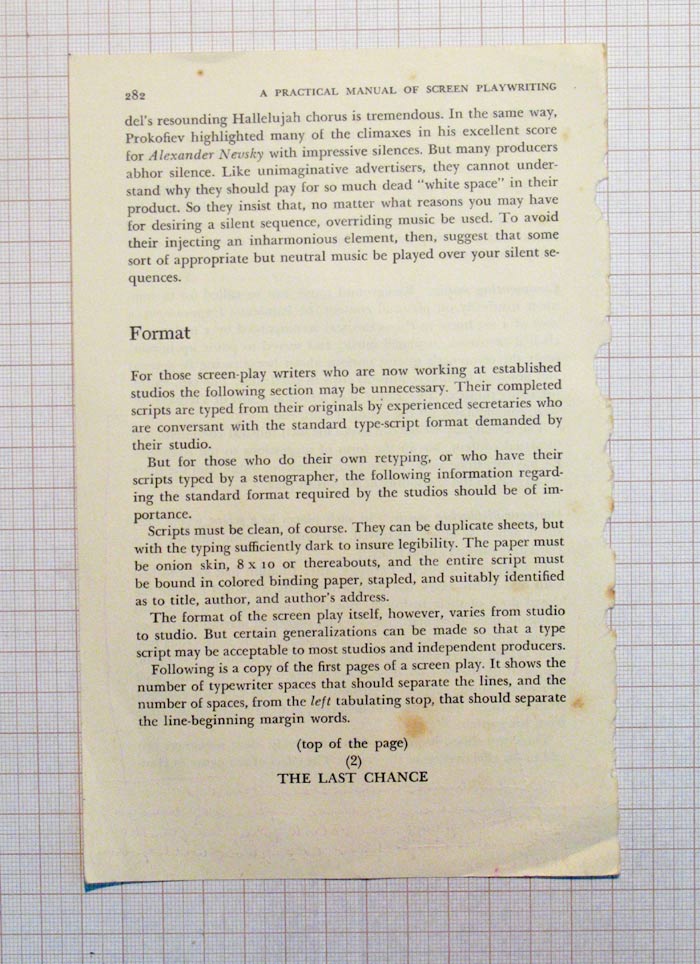 282 A PRACTICAL MANUAL OF SCREEN PLAYWRITING
del's resounding Hallelujah chorus is tremendous. In the same way,
Prokofiev highlighted many of the climaxes in his excellent score
for Alexander Nevsky with impressive silences. But many producers
abhor silence. Like unimaginative advertisers, they cannot under-
stand why they should pay for so much dead "white space" in their
product. So they insist that, no matter what reasons you may have
for desiring a silent sequence, overriding music be used. To avoid
their injecting an inharmonious element, then, suggest that some
sort of appropriate but neutral music be played over your silent se-
quences.
Format
For those screen-play writers who are now working at established
studios the following section may be unnecessary. Their completed
scripts are typed from their originals by experienced secretaries who
are conversant with the standard type-script format demanded by
their studio.
But for those who do their own retyping, or who have their
scripts typed by a stenographer, the following information regard-
ing the standard format required by the studios should be of im-
portance.
Scripts must be clean, of course. They can be duplicate sheets, but
with the typing sufficiently dark to insure legibility. The paper must
be onion skin, 8 x 10 or thereabouts, and the entire script must
be bound in colored binding paper, stapled, and suitably identified
as to title, author, and author's address.
The format of the screen play itself, however, varies from studio
to studio. But certain generalizations can be made so that a type
script may be acceptable to most studios and independent producers.
Following is a copy of the first pages of a screen play. It shows the
number of typewriter spaces that should separate the lines, and the
number of spaces, from the left tabulating stop, that should separate
the line-beginning margin words.
(top of the page)
(2)
THE LAST CHANCE